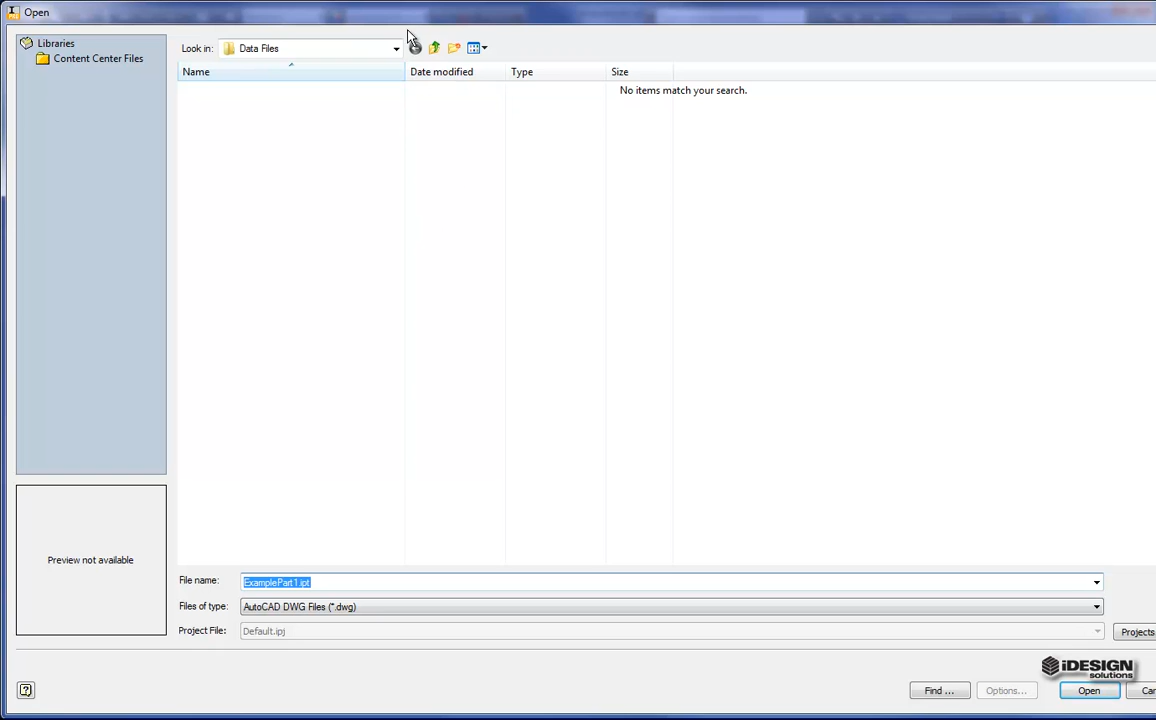 Open
Libraries
Content Center Files
Look in: Data Files
Name Date modified Type Size
No items match your search.
Preview not available
File name: ExamplePart1.ipt
Files of type: AutoCAD DWG Files (*.dwg)
Project File: Default.ipj
Projects
iDESIGN
solutions
Find ... Options... Open Can